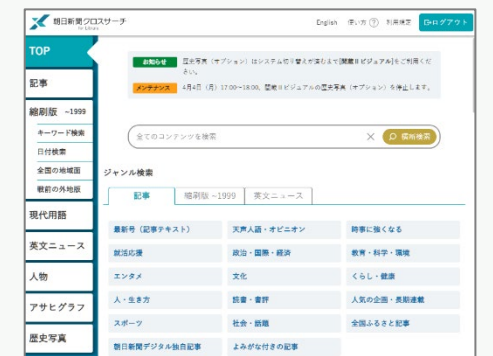 朝日新聞クロスサーチ
for Library
English 使い方 ? 利用規定 ログアウト
TOP
記事
縮刷版 ~1999
キーワード検索
日付検索
全国の地域面
戦前の外地版
現代用語
英文ニュース
人物
アサヒグラフ
歴史写真
お知らせ 歴史写真（オプション）はシステム切り替えが済むまで[聞蔵Ⅱビジュアル]をご利用くだ
さい。
メンテナンス 4月4日（月）17:00~18:00、聞蔵Ⅱビジュアルの歴史写真（オプション）を停止します。
全てのコンテンツを検索 × 横断検索
ジャンル検索
記事 縮刷版~1999 英文ニュース
最新号（記事テキスト） 天声人語・オピニオン 時事に強くなる
就活応援 政治・国際・経済 教育・科学・環境
エンタメ 文化 くらし・健康
人・生き方 読書・書評 人気の企画・長期連載
スポーツ 社会・話題 全国ふるさと記事
朝日新聞デジタル独自記事 よみがな付きの記事